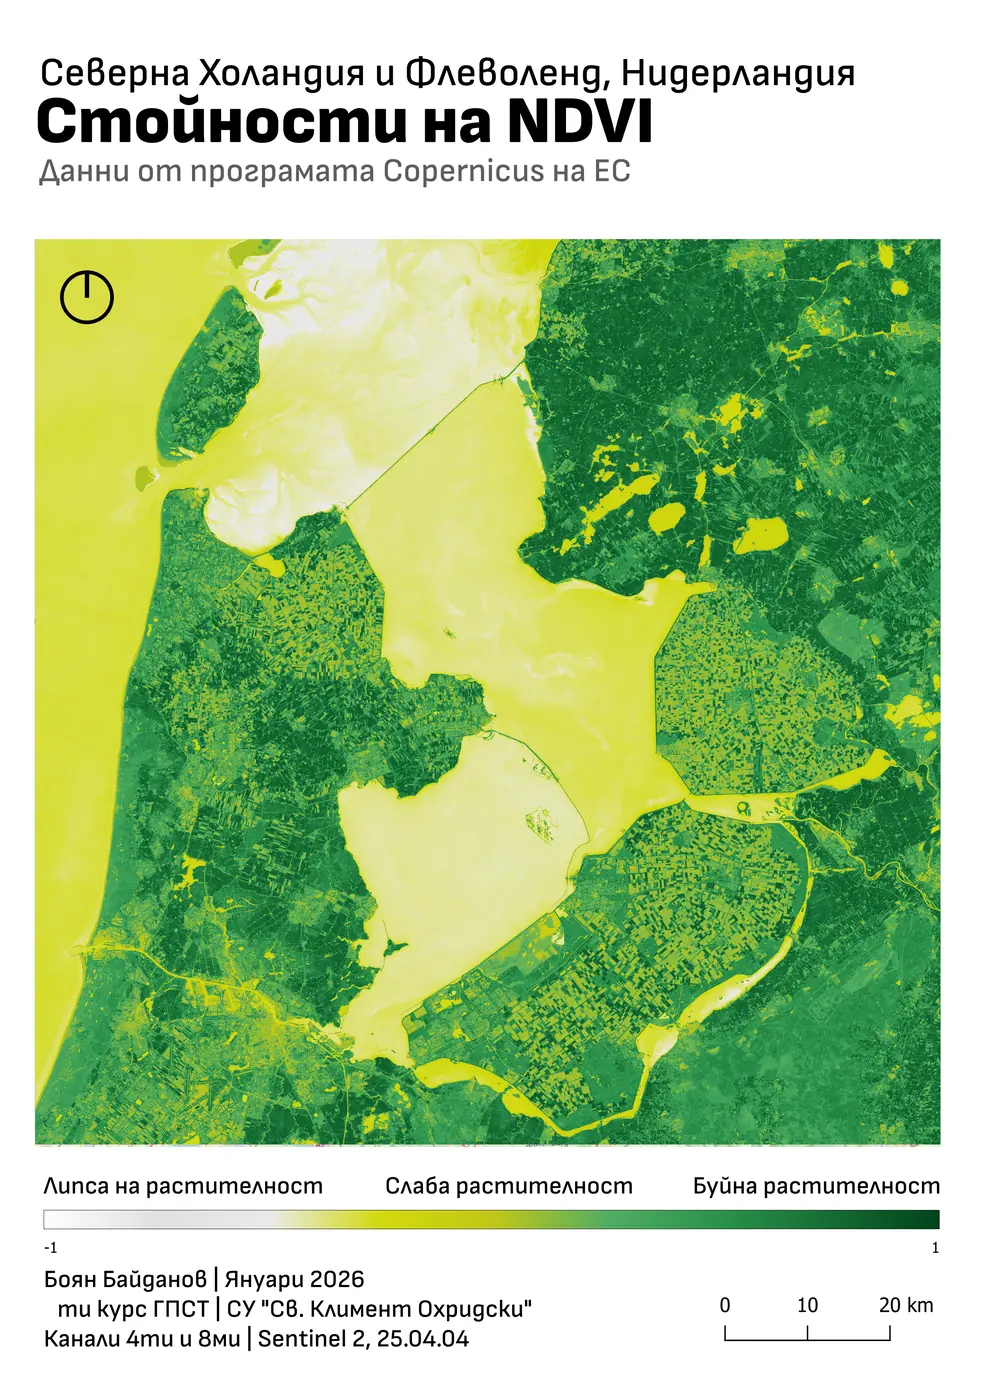 Северна Холандия и Флеволенд, Нидерландия
Стойности на NDVI
Данни от програмата Copernicus на ЕС
Липса на растителност Слаба растителност Буйна растителност
-1 1
Боян Байданов | Януари 2026
ти курс ГПСТ | СУ "Св. Климент Охридски"
Канали 4ти и 8ми | Sentinel 2, 25.04.04
0 10 20 km